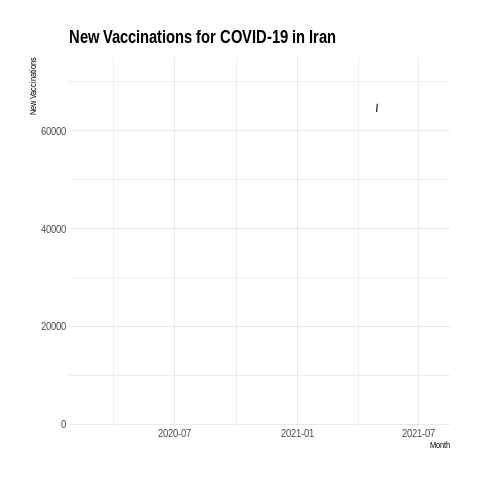 New Vaccinations for COVID-19 in Iran
New Vaccinations
60000
40000
20000
0
2020-07 2021-01 2021-07
Month